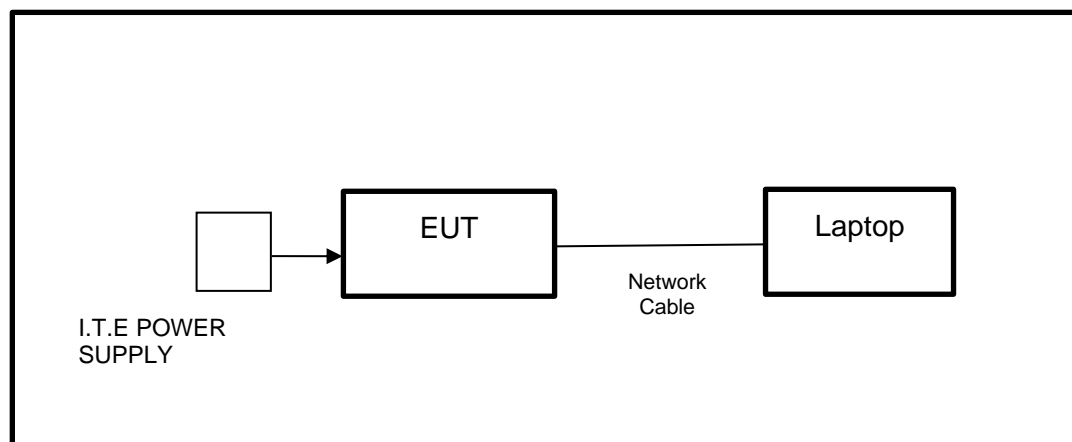 EUT
Laptop
Network
Cable
I.T.E POWER
SUPPLY